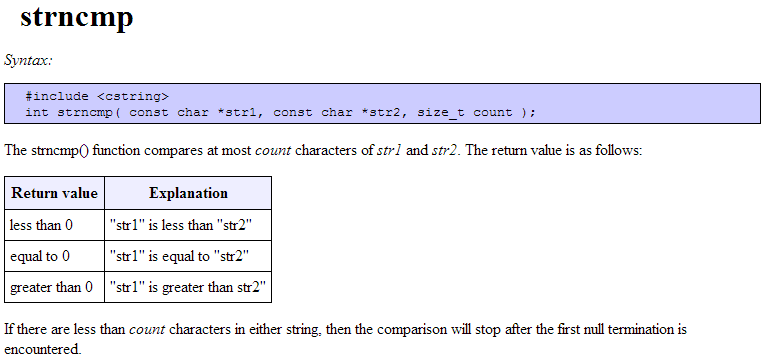 strncmp
Syntax:
#include <cstring>
int strncmp( const char *str1, const char *str2, size_t count );
The strncmp() function compares at most count characters of str1 and str2. The return value is as follows:
Return value Explanation
less than 0 "str1" is less than "str2"
equal to 0 "str1" is equal to "str2"
greater than 0 "str1" is greater than str2"
If there are less than count characters in either string, then the comparison will stop after the first null termination is
encountered.